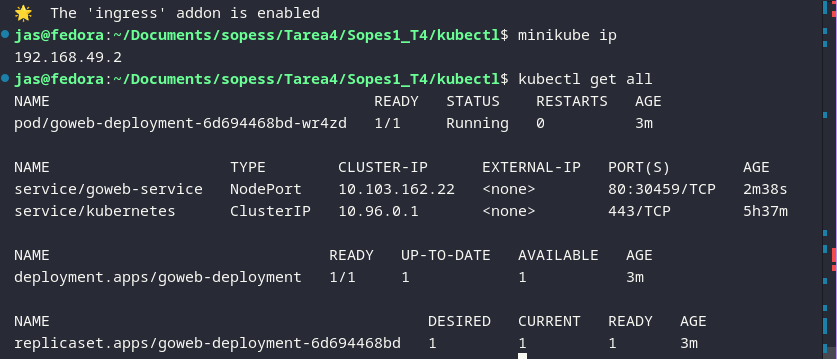 🌟 The 'ingress' addon is enabled
jas@fedora:~/Documents/sopess/Tarea4/Sopes1_T4/kubectl$ minikube ip
192.168.49.2
jas@fedora:~/Documents/sopess/Tarea4/Sopes1_T4/kubectl$ kubectl get all
NAME READY STATUS RESTARTS AGE
pod/goweb-deployment-6d694468bd-wr4zd 1/1 Running 0 3m
NAME TYPE CLUSTER-IP EXTERNAL-IP PORT(S) AGE
service/goweb-service NodePort 10.103.162.22 <none> 80:30459/TCP 2m38s
service/kubernetes ClusterIP 10.96.0.1 <none> 443/TCP 5h37m
NAME READY UP-TO-DATE AVAILABLE AGE
deployment.apps/goweb-deployment 1/1 1 1 3m
NAME DESIRED CURRENT READY AGE
replicaset.apps/goweb-deployment-6d694468bd 1 1 1 3m